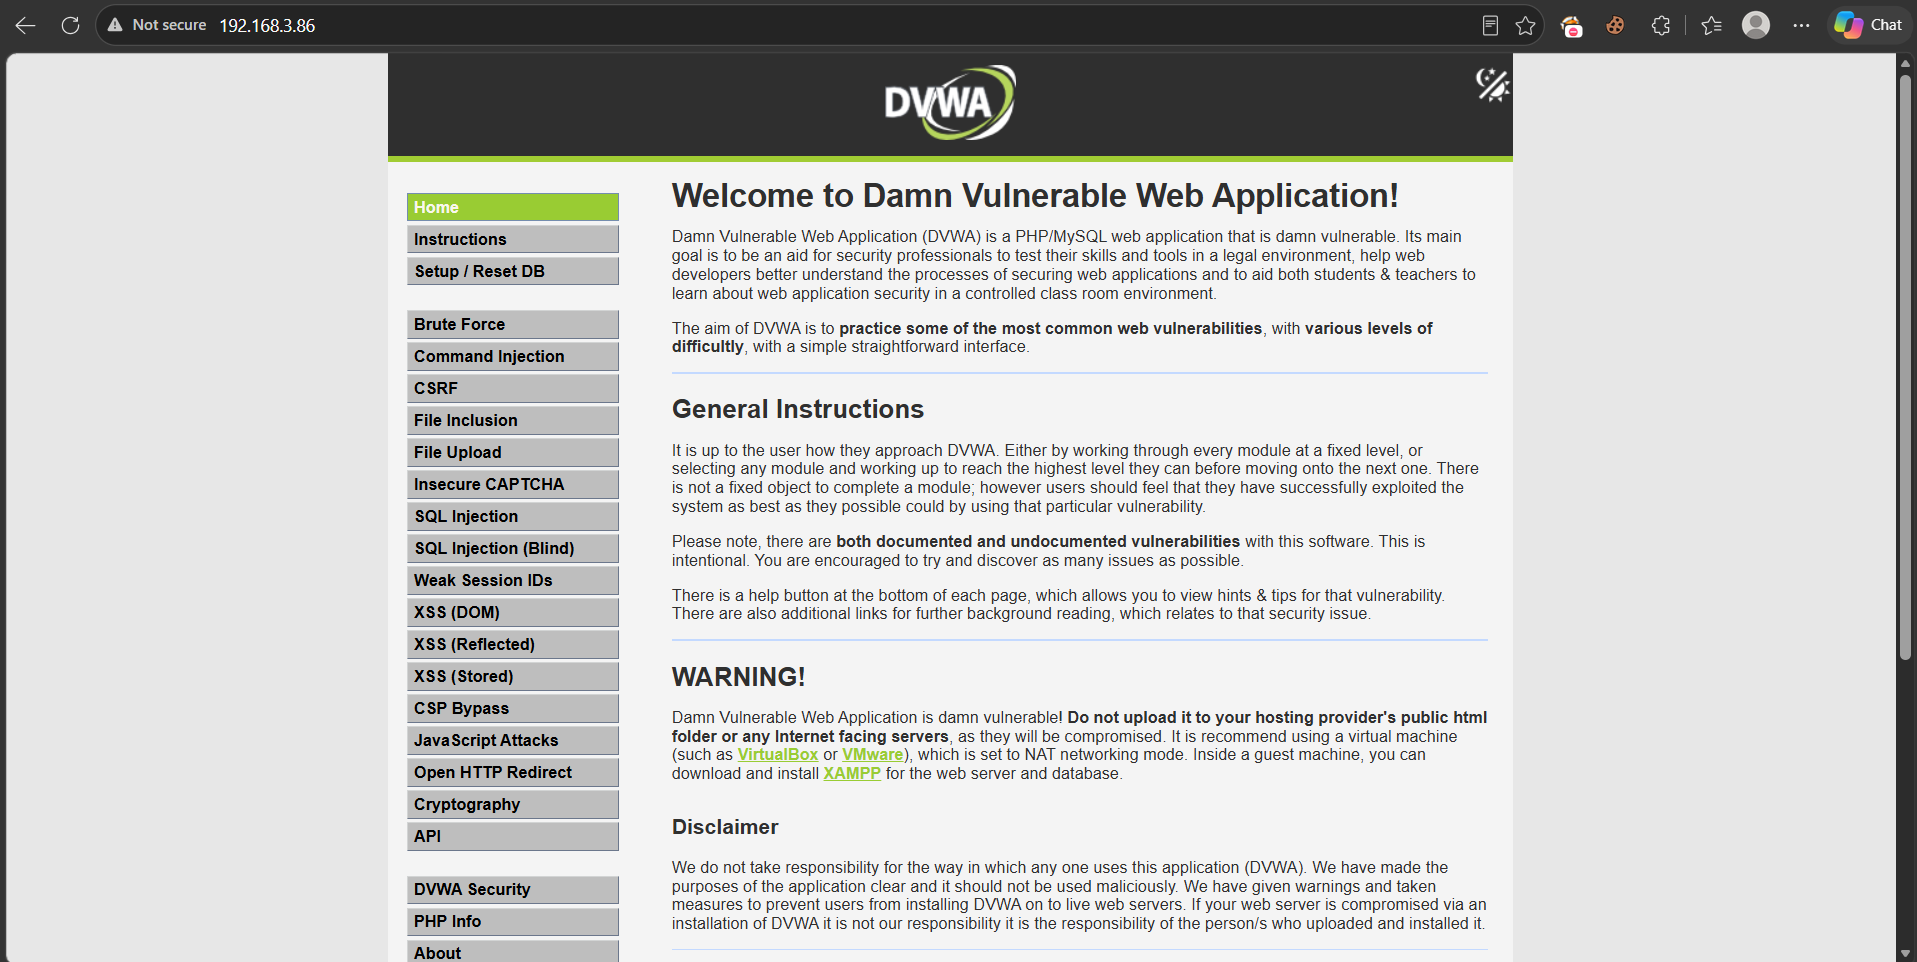 Not secure 192.168.3.86
Chat
DVWA
Home
Instructions
Setup / Reset DB
Brute Force
Command Injection
CSRF
File Inclusion
File Upload
Insecure CAPTCHA
SQL Injection
SQL Injection (Blind)
Weak Session IDs
XSS (DOM)
XSS (Reflected)
XSS (Stored)
CSP Bypass
JavaScript Attacks
Open HTTP Redirect
Cryptography
API
DVWA Security
PHP Info
About
Welcome to Damn Vulnerable Web Application!
Damn Vulnerable Web Application (DVWA) is a PHP/MySQL web application that is damn vulnerable. Its main
goal is to be an aid for security professionals to test their skills and tools in a legal environment, help web
developers better understand the processes of securing web applications and to aid both students & teachers to
learn about web application security in a controlled class room environment.
The aim of DVWA is to practice some of the most common web vulnerabilities, with various levels of
difficultly, with a simple straightforward interface.
General Instructions
It is up to the user how they approach DVWA. Either by working through every module at a fixed level, or
selecting any module and working up to reach the highest level they can before moving onto the next one. There
is not a fixed object to complete a module; however users should feel that they have successfully exploited the
system as best as they possible could by using that particular vulnerability.
Please note, there are both documented and undocumented vulnerabilities with this software. This is
intentional. You are encouraged to try and discover as many issues as possible.
There is a help button at the bottom of each page, which allows you to view hints & tips for that vulnerability.
There are also additional links for further background reading, which relates to that security issue.
WARNING!
Damn Vulnerable Web Application is damn vulnerable! Do not upload it to your hosting provider's public html
folder or any Internet facing servers, as they will be compromised. It is recommend using a virtual machine
(such as VirtualBox or VMware), which is set to NAT networking mode. Inside a guest machine, you can
download and install XAMPP for the web server and database.
Disclaimer
We do not take responsibility for the way in which any one uses this application (DVWA). We have made the
purposes of the application clear and it should not be used maliciously. We have given warnings and taken
measures to prevent users from installing DVWA on to live web servers. If your web server is compromised via an
installation of DVWA it is not our responsibility it is the responsibility of the person/s who uploaded and installed it.